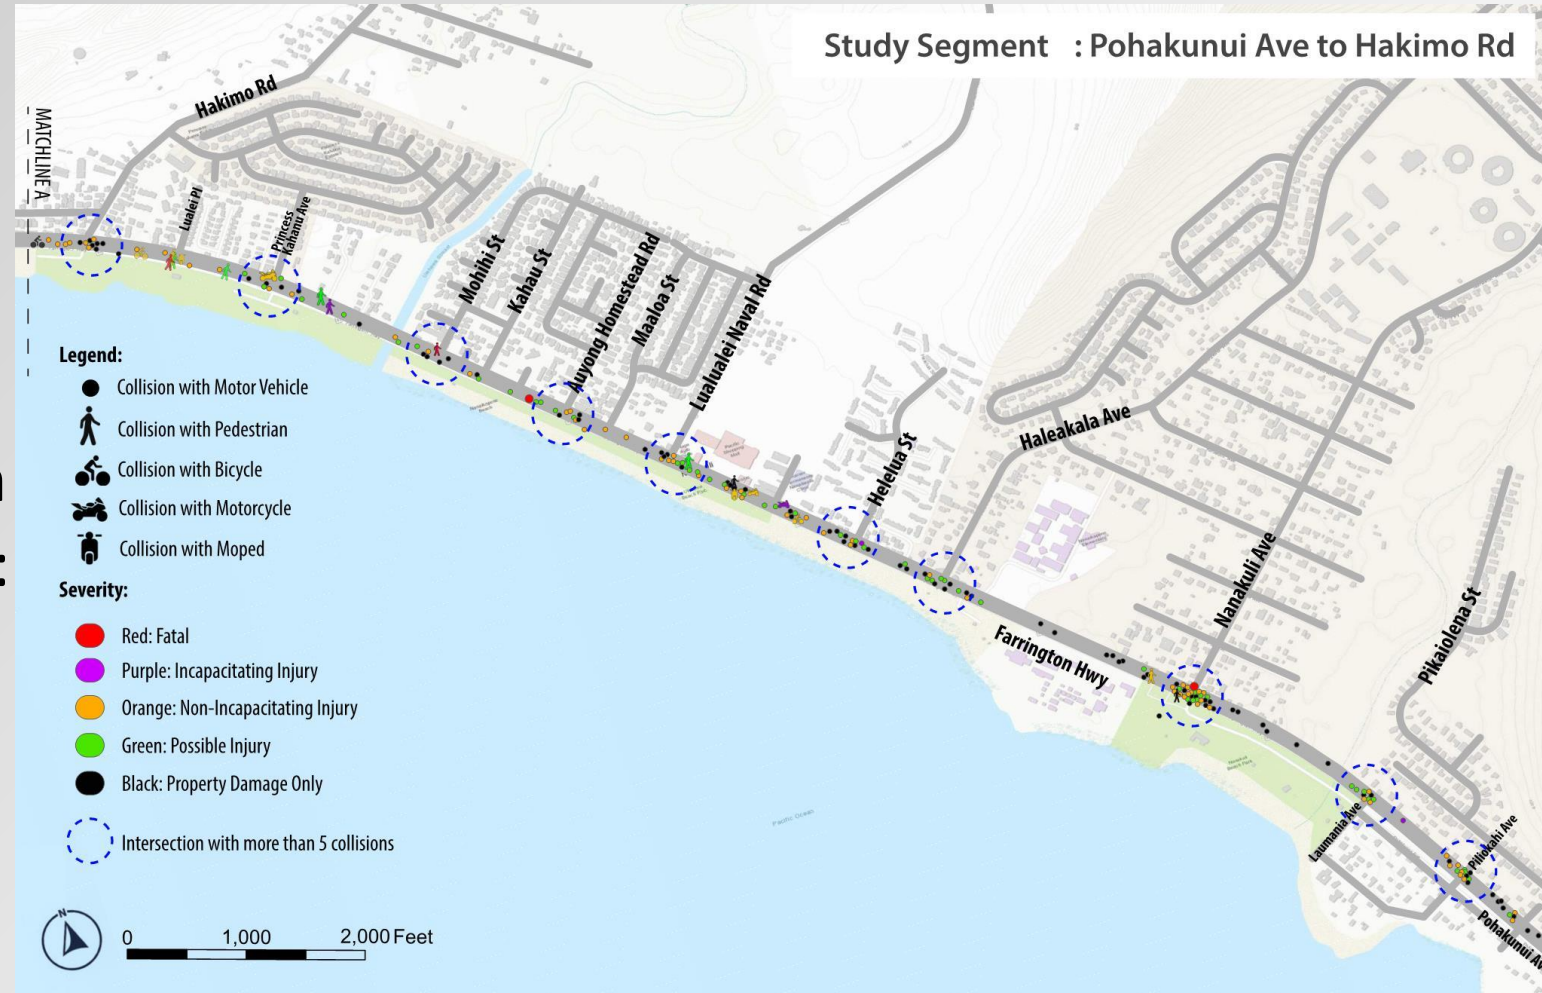 Study Segment : Pohakunui Ave to Hakimo Rd
MATCHLINE A
Hakimo Rd
Lualei Pl
Princess
Kahanu Ave
Mohihi St
Kahau St
Auyong Homestead Rd
Maaloa St
Lualualei Naval Rd
Helelua St
Haleakala Ave
Nanakuli Ave
Pikaiolena St
Farrington Hwy
Laumania Ave
Piliokahi Ave
Pohakunui Av
Pacific Ocean
Legend:
Collision with Motor Vehicle
Collision with Pedestrian
Collision with Bicycle
Collision with Motorcycle
Collision with Moped
Severity:
Red: Fatal
Purple: Incapacitating Injury
Orange: Non-Incapacitating Injury
Green: Possible Injury
Black: Property Damage Only
Intersection with more than 5 collisions
N
0 1,000 2,000 Feet